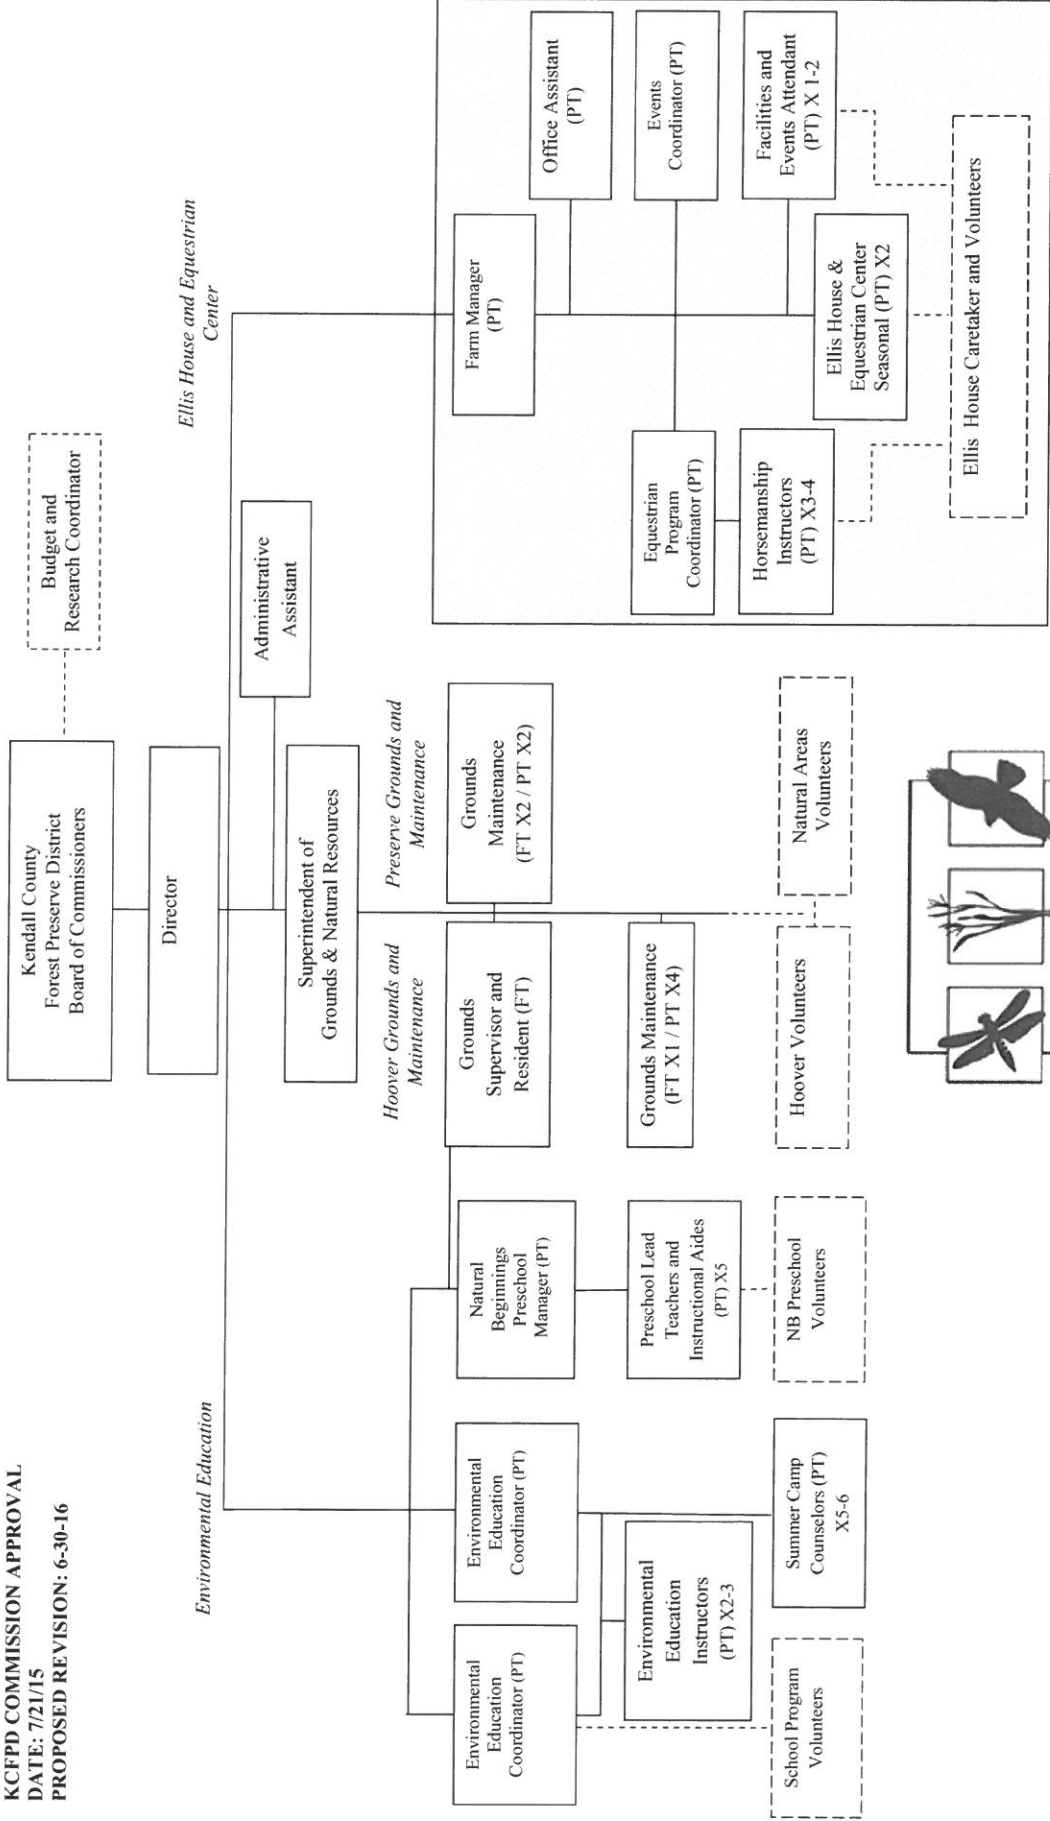 KCFPD COMMISSION APPROVAL
DATE: 7/21/15
PROPOSED REVISION: 6-30-16
Kendall County
Forest Preserve District
Board of Commissioners
Budget and
Research Coordinator
Director
Administrative
Assistant
Superintendent of
Grounds & Natural Resources
Environmental Education
Ellis House and Equestrian
Center
Hoover Grounds and
Maintenance
Preserve Grounds and
Maintenance
Environmental
Education
Coordinator (PT)
Environmental
Education
Coordinator (PT)
Natural
Beginnings
Preschool
Manager (PT)
Grounds
Supervisor and
Resident (FT)
Grounds
Maintenance
(FT X2 / PT X2)
Farm Manager
(PT)
Office Assistant
(PT)
Environmental
Education
Instructors
(PT) X2-3
Preschool Lead
Teachers and
Instructional Aides
(PT) X5
Grounds Maintenance
(FT X1 / PT X4)
Equestrian
Program
Coordinator (PT)
Events
Coordinator (PT)
Horsemanship
Instructors
(PT) X3-4
Facilities and
Events Attendant
(PT) X 1-2
Ellis House &
Equestrian Center
Seasonal (PT) X2
School Program
Volunteers
Summer Camp
Counselors (PT)
X5-6
NB Preschool
Volunteers
Hoover Volunteers
Natural Areas
Volunteers
Ellis House Caretaker and Volunteers